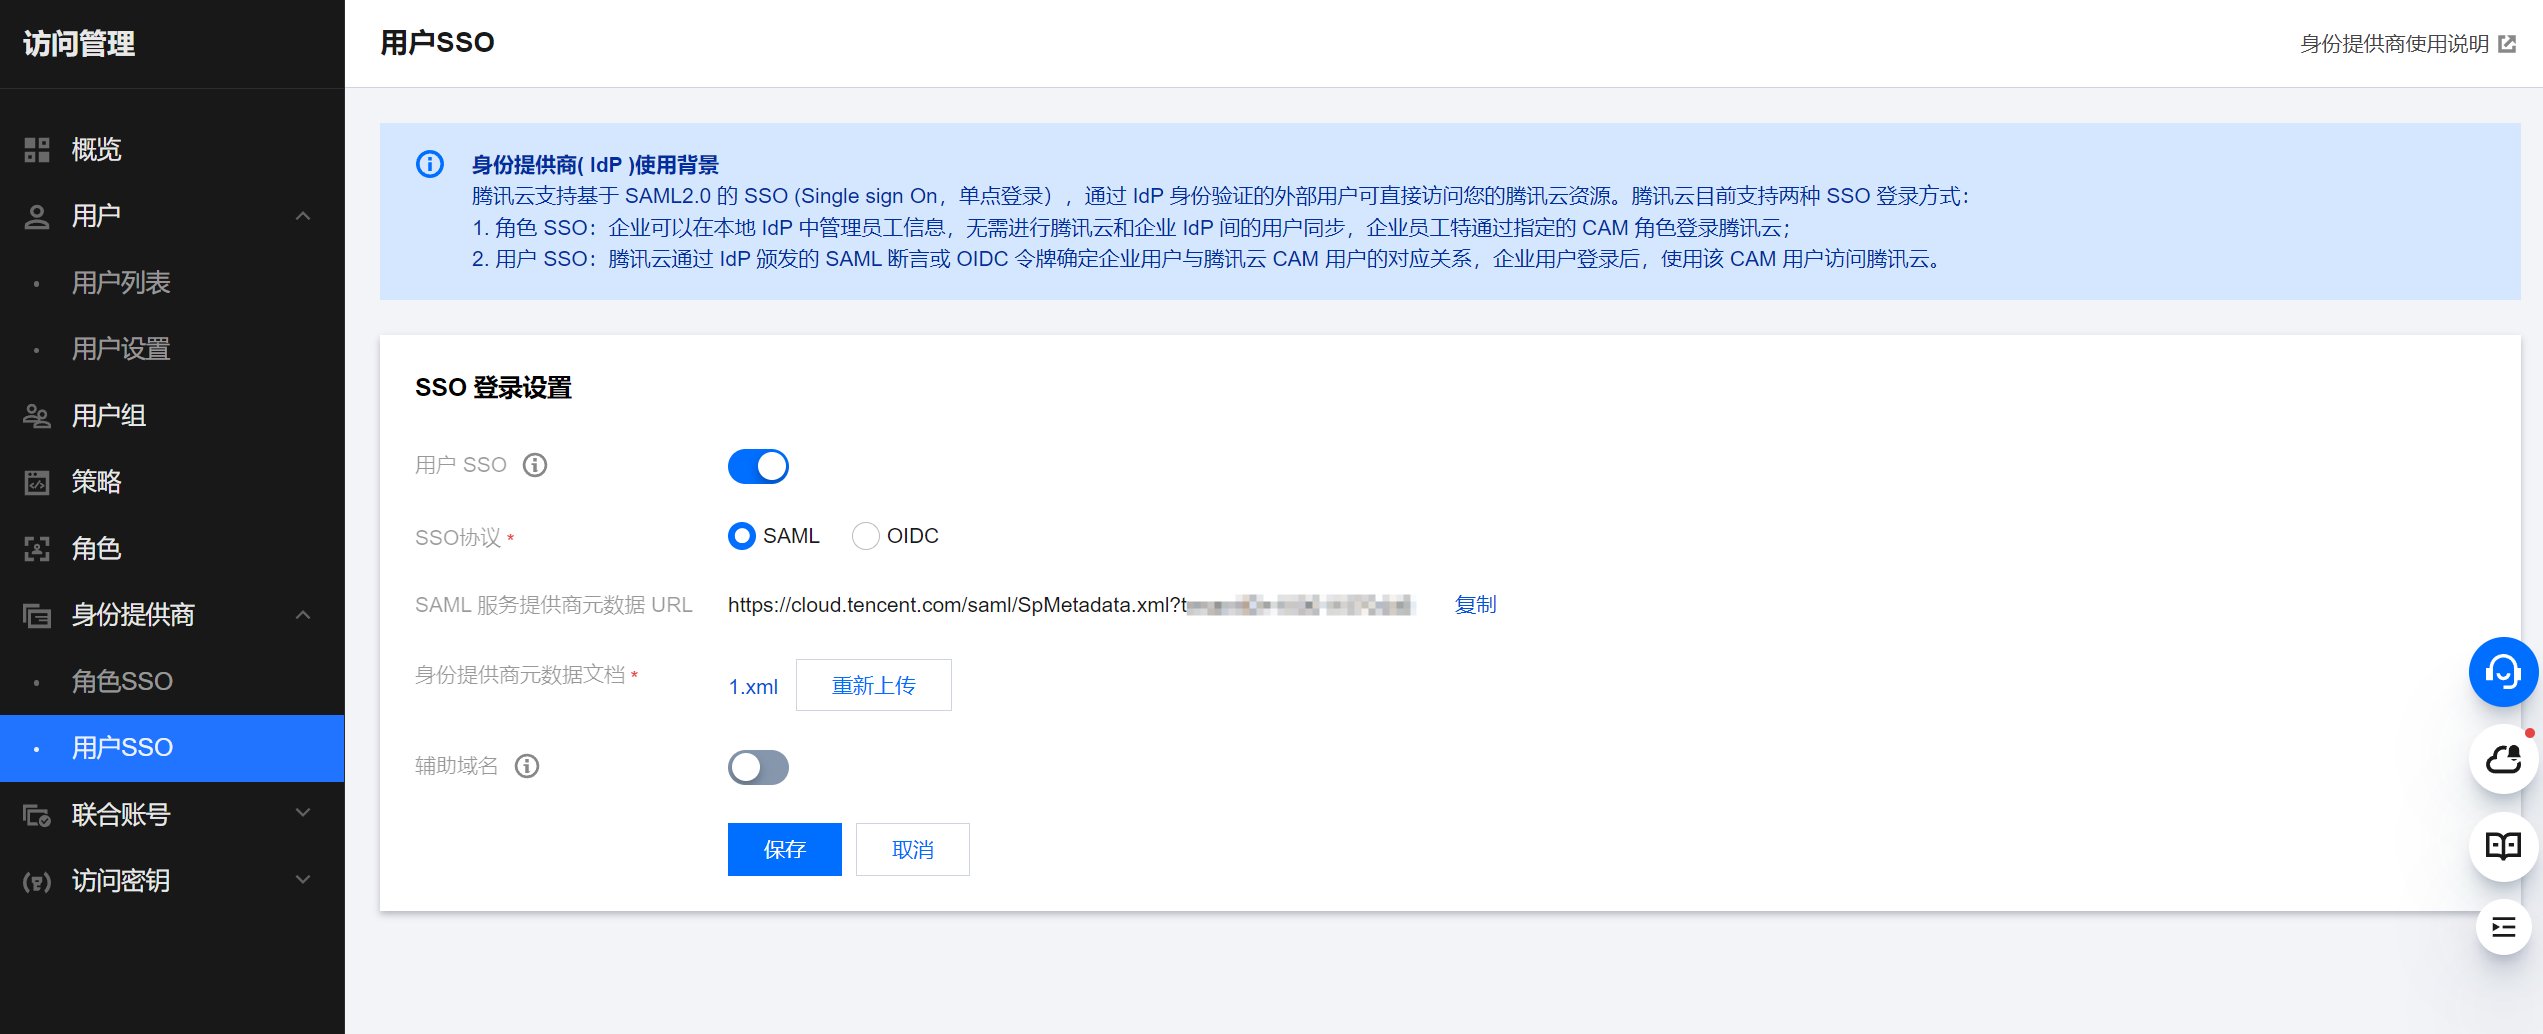 访问管理
概览
用户
用户列表
用户设置
用户组
策略
角色
身份提供商
角色SSO
用户SSO
联合账号
访问密钥
用户SSO
身份提供商使用说明
身份提供商( IdP )使用背景
腾讯云支持基于 SAML2.0 的 SSO (Single sign On，单点登录），通过 IdP 身份验证的外部用户可直接访问您的腾讯云资源。腾讯云目前支持两种 SSO 登录方式：
1. 角色 SSO：企业可以在本地 IdP 中管理员工信息，无需进行腾讯云和企业 IdP 间的用户同步，企业员工特通过指定的 CAM 角色登录腾讯云；
2. 用户 SSO：腾讯云通过 IdP 颁发的 SAML 断言或 OIDC 令牌确定企业用户与腾讯云 CAM 用户的对应关系，企业用户登录后，使用该 CAM 用户访问腾讯云。
SSO 登录设置
用户 SSO
SSO协议 * SAML OIDC
SAML 服务提供商元数据 URL https://cloud.tencent.com/saml/SpMetadata.xml?t 复制
身份提供商元数据文档 * 1.xml 重新上传
辅助域名
保存 取消